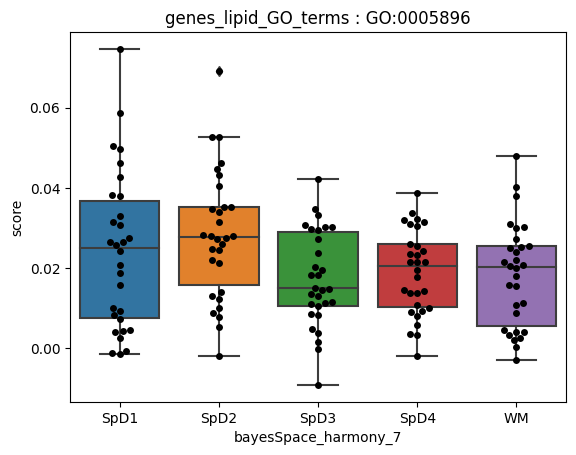 genes_lipid_GO_terms : GO:0005896
score
0.06
0.04
0.02
0.00
SpD1 SpD2 SpD3 SpD4 WM
bayesSpace_harmony_7